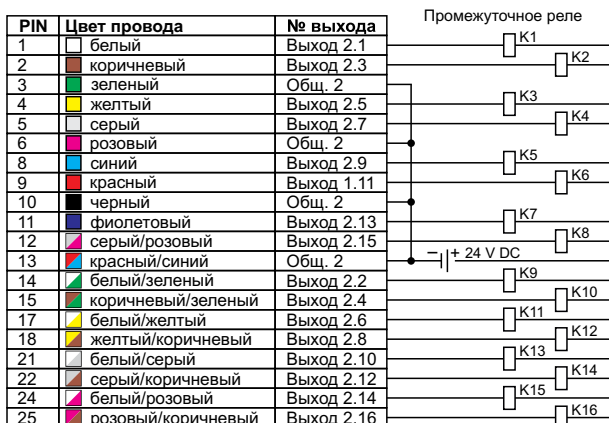 Промежуточное реле
PIN Цвет провода № выхода
1 белый Выход 2.1 K1
2 коричневый Выход 2.3 K2
3 зеленый Общ. 2
4 желтый Выход 2.5 K3
5 серый Выход 2.7 K4
6 розовый Общ. 2
8 синий Выход 2.9 K5
9 красный Выход 1.11 K6
10 черный Общ. 2
11 фиолетовый Выход 2.13 K7
12 серый/розовый Выход 2.15 K8
13 красный/синий Общ. 2 − + 24 V DC
14 белый/зеленый Выход 2.2 K9
15 коричневый/зеленый Выход 2.4 K10
17 белый/желтый Выход 2.6 K11
18 желтый/коричневый Выход 2.8 K12
21 белый/серый Выход 2.10 K13
22 серый/коричневый Выход 2.12 K14
24 белый/розовый Выход 2.14 K15
25 розовый/коричневый Выход 2.16 K16